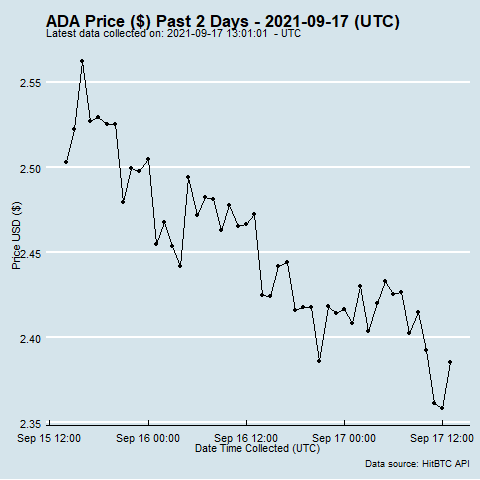 ADA Price ($) Past 2 Days - 2021-09-17 (UTC)
Latest data collected on: 2021-09-17 13:01:01 - UTC
2.55
2.50
2.45
2.40
2.35
Price USD ($)
Sep 15 12:00 Sep 16 00:00 Sep 16 12:00 Sep 17 00:00 Sep 17 12:00
Date Time Collected (UTC)
Data source: HitBTC API